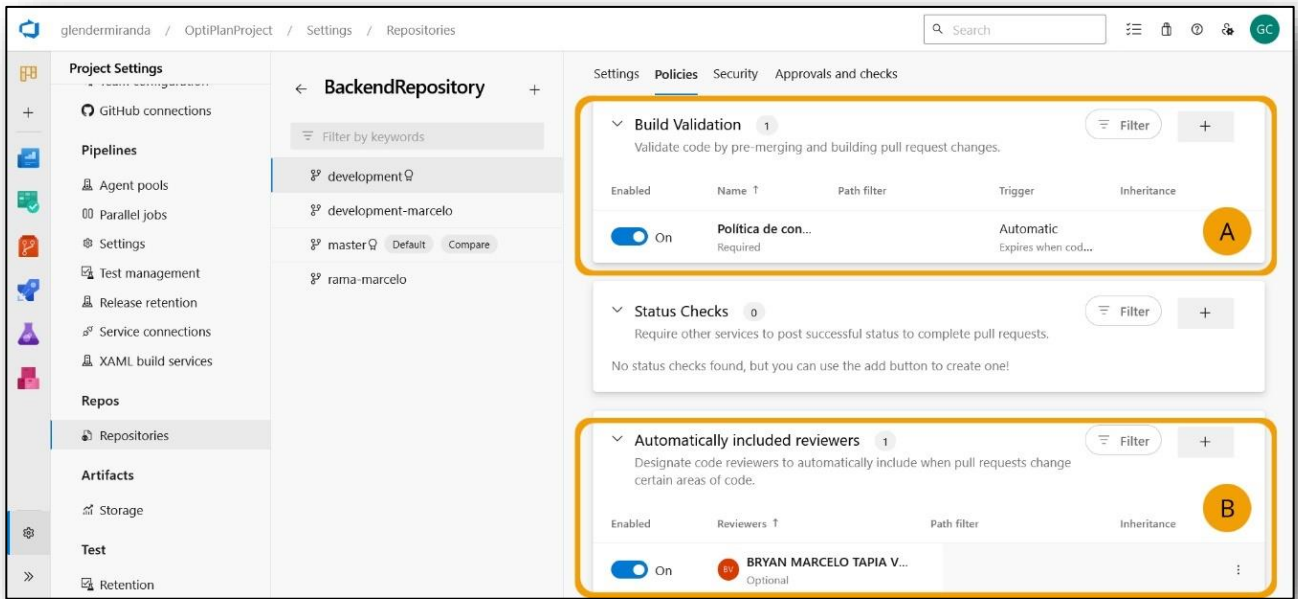 glendermiranda / OptiPlanProject / Settings / Repositories
Search
GC
Project Settings
GitHub connections
Pipelines
Agent pools
Parallel jobs
Settings
Test management
Release retention
Service connections
XAML build services
Repos
Repositories
Artifacts
Storage
Test
Retention
BackendRepository
Filter by keywords
development
development-marcelo
master Default Compare
rama-marcelo
Settings Policies Security Approvals and checks
Build Validation 1
Filter
Validate code by pre-merging and building pull request changes.
Enabled Name ↑ Path filter Trigger Inheritance
On Política de con... Automatic
Required Expires when cod...
A
Status Checks 0
Filter
Require other services to post successful status to complete pull requests.
No status checks found, but you can use the add button to create one!
Automatically included reviewers 1
Filter
Designate code reviewers to automatically include when pull requests change
certain areas of code.
B
Enabled Reviewers ↑ Path filter Inheritance
On BV BRYAN MARCELO TAPIA V...
Optional